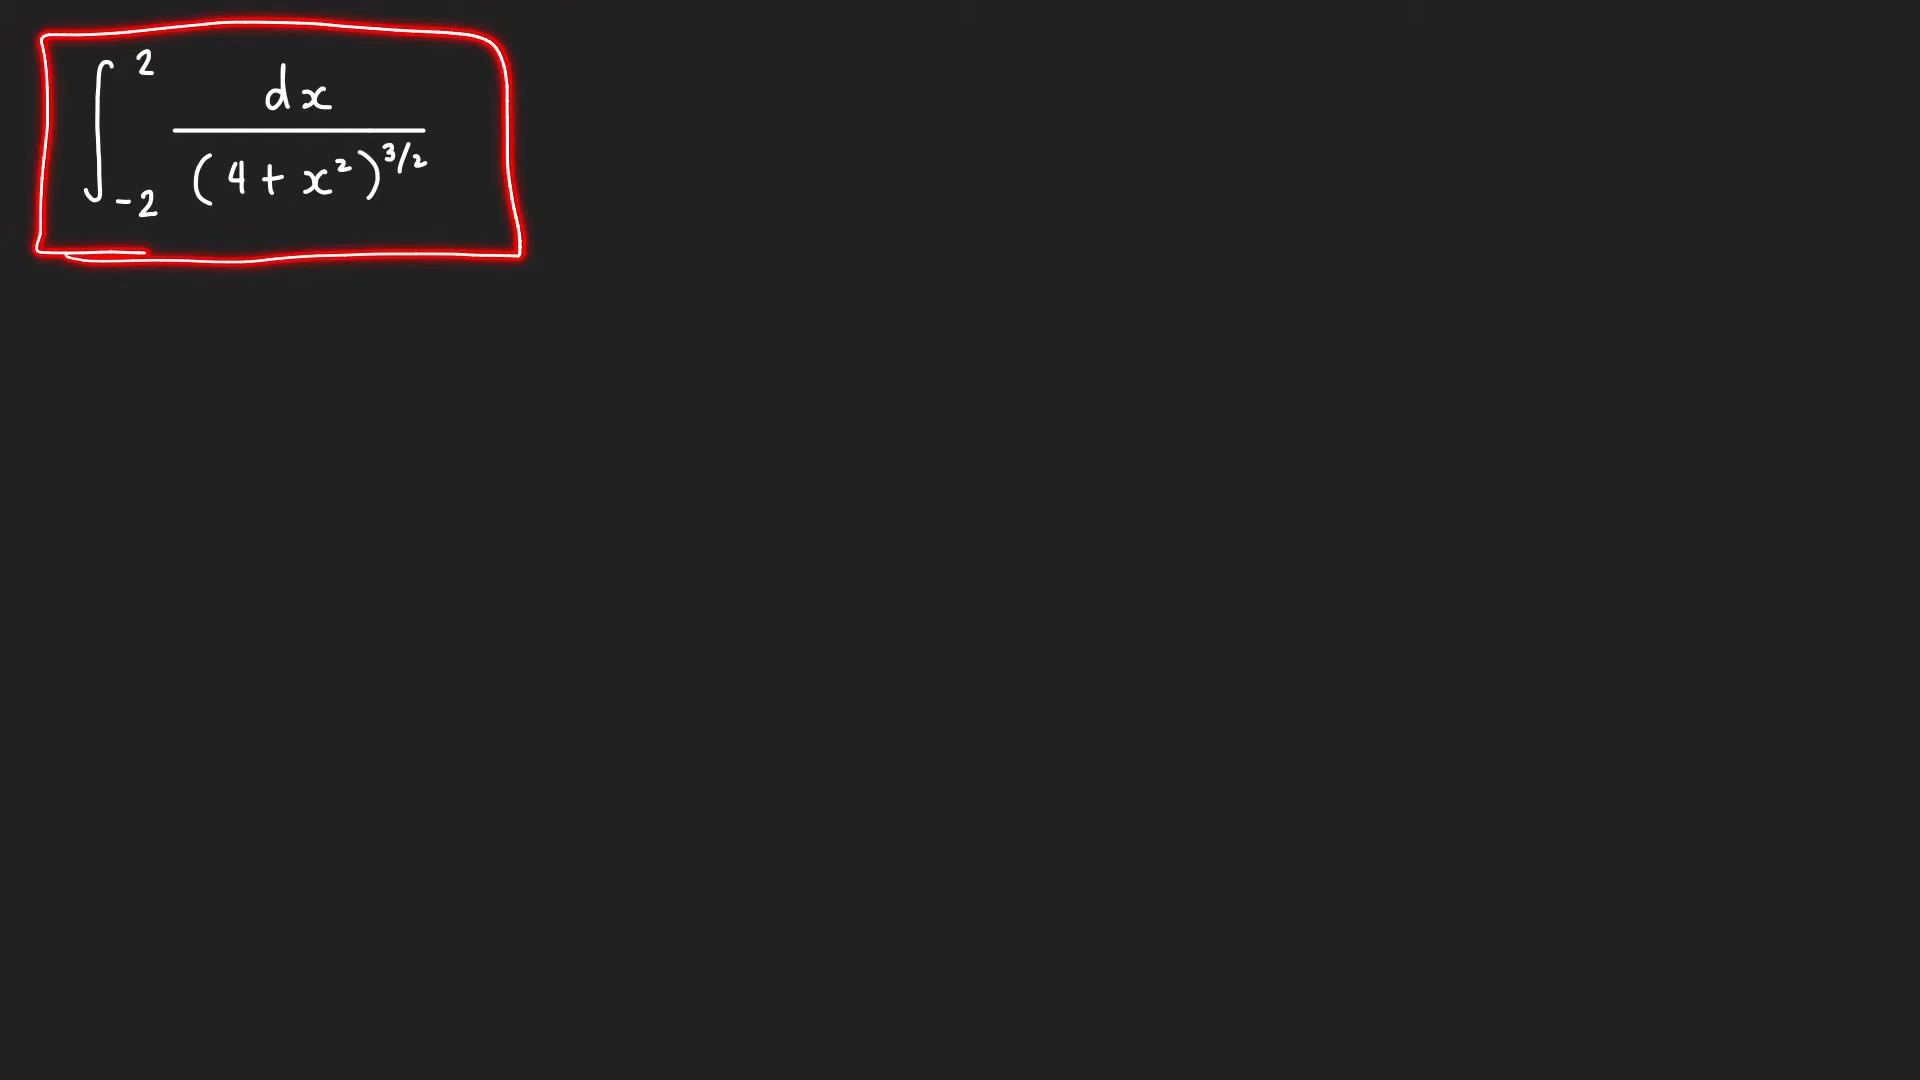 ∫_{-2}^{2} dx / (4 + x²)^{3/2}